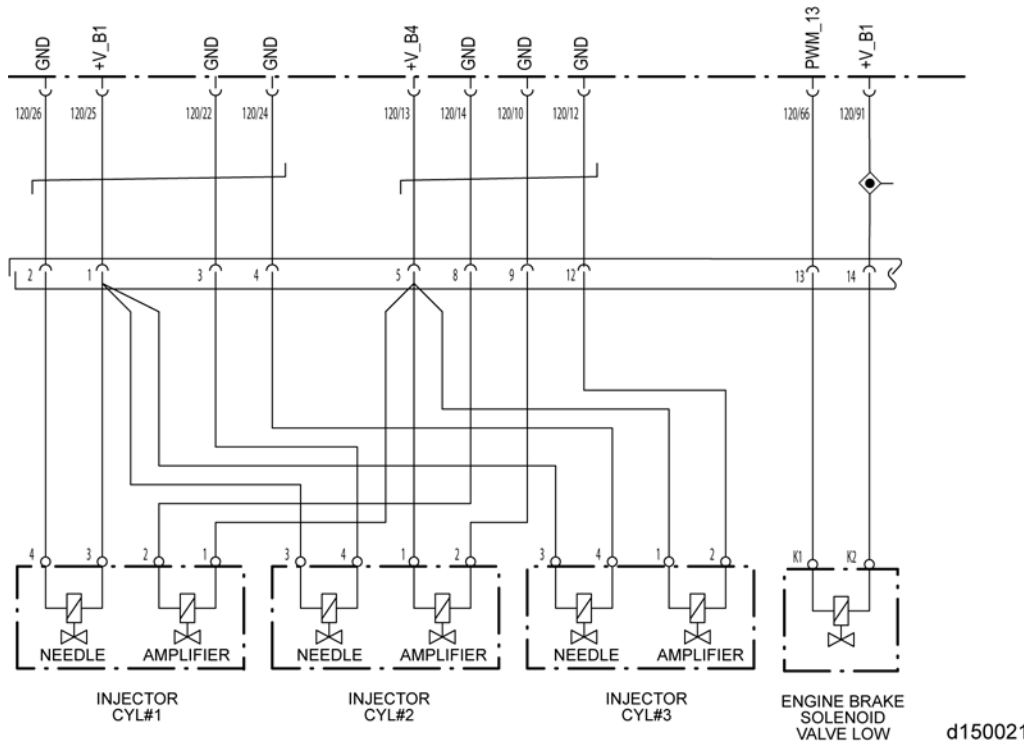 GND +V_B1 GND GND +V_B4 GND GND GND PWM_13 +V_B1
120/26 120/25 120/22 120/24 120/13 120/14 120/10 120/12 120/66 120/91
2 1 3 4 5 8 9 12 13 14
4 3 2 1 3 4 1 2 3 4 1 2 K1 K2
NEEDLE AMPLIFIER NEEDLE AMPLIFIER NEEDLE AMPLIFIER
INJECTOR
CYL#1
INJECTOR
CYL#2
INJECTOR
CYL#3
ENGINE BRAKE
SOLENOID
VALVE LOW
d150021